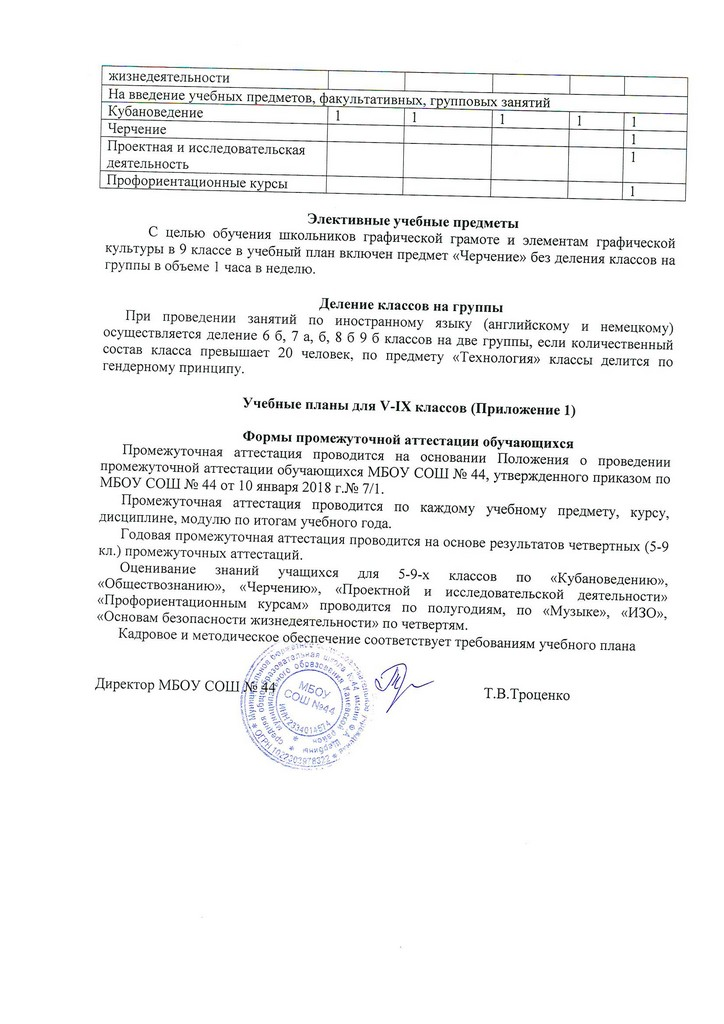 жизнедеятельности
На введение учебных предметов, факультативных, групповых занятий
Кубановедение 1 1 1 1 1
Черчение 1
Проектная и исследовательская 1
деятельность
Профориентационные курсы 1
Элективные учебные предметы
С целью обучения школьников графической грамоте и элементам графической
культуры в 9 классе в учебный план включен предмет «Черчение» без деления классов на
группы в объеме 1 часа в неделю.
Деление классов на группы
При проведении занятий по иностранному языку (английскому и немецкому)
осуществляется деление 6 б, 7 а, б, 8 б 9 б классов на две группы, если количественный
состав класса превышает 20 человек, по предмету «Технология» классы делится по
гендерному принципу.
Учебные планы для V-IX классов (Приложение 1)
Формы промежуточной аттестации обучающихся
Промежуточная аттестация проводится на основании Положения о проведении
промежуточной аттестации обучающихся МБОУ СОШ № 44, утвержденного приказом по
МБОУ СОШ № 44 от 10 января 2018 г.№ 7/1.
Промежуточная аттестация проводится по каждому учебному предмету, курсу,
дисциплине, модулю по итогам учебного года.
Годовая промежуточная аттестация проводится на основе результатов четвертных (5-9
кл.) промежуточных аттестаций.
Оценивание знаний учащихся для 5-9-х классов по «Кубановедению»,
«Обществознанию», «Черчению», «Проектной и исследовательской деятельности»
«Профориентационным курсам» проводится по полугодиям, по «Музыке», «ИЗО»,
«Основам безопасности жизнедеятельности» по четвертям.
Кадровое и методическое обеспечение соответствует требованиям учебного плана
Директор МБОУ СОШ № 44 Т.В.Троценко
МБОУ
СОШ №44